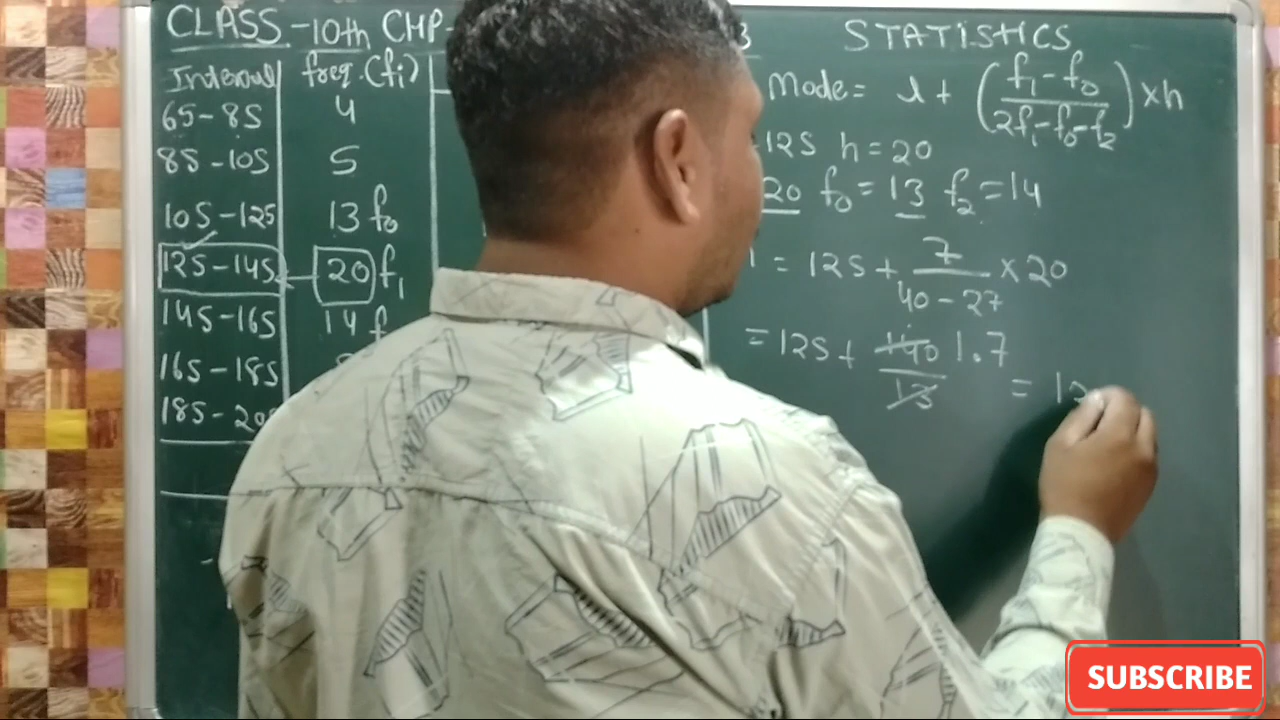 CLASS-10th CHP-
3
STATISTICS
Interval freq.(fi)
65-85 4
85-105 5
105-125 13 f0
125-145 20 f1
145-165 14 f
165-185
185-20
Mode = l + (f1-f0/2f1-f0-f2) × h
125 h = 20
20 f0 = 13 f2 = 14
= 125 + 7/40-27 × 20
= 125 + 140/13 1.7
= 13
SUBSCRIBE